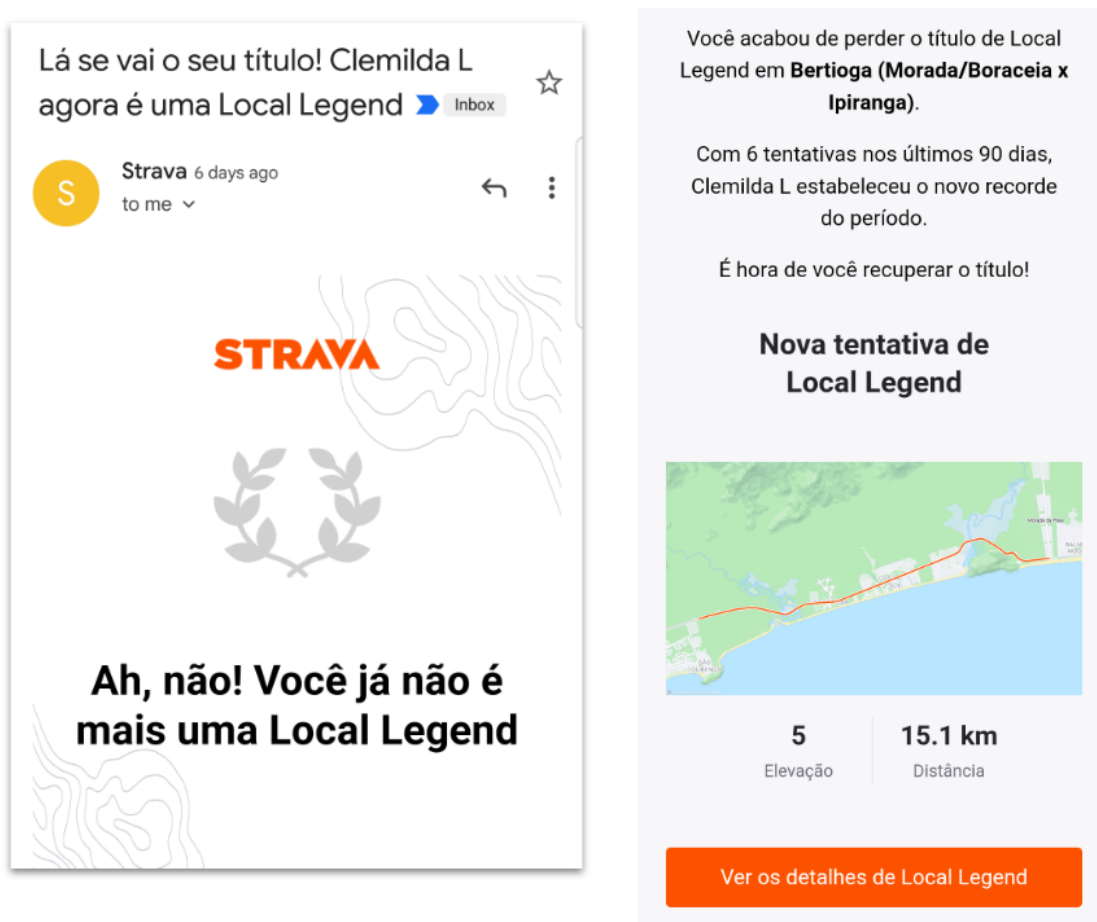 Lá se vai o seu título! Clemilda L
agora é uma Local Legend Inbox
S
Strava 6 days ago
to me
STRAVA
Ah, não! Você já não é
mais uma Local Legend
Você acabou de perder o título de Local
Legend em Bertioga (Morada/Boraceia x
Ipiranga).
Com 6 tentativas nos últimos 90 dias,
Clemilda L estabeleceu o novo recorde
do período.
É hora de você recuperar o título!
Nova tentativa de
Local Legend
5
Elevação
15.1 km
Distância
Ver os detalhes de Local Legend